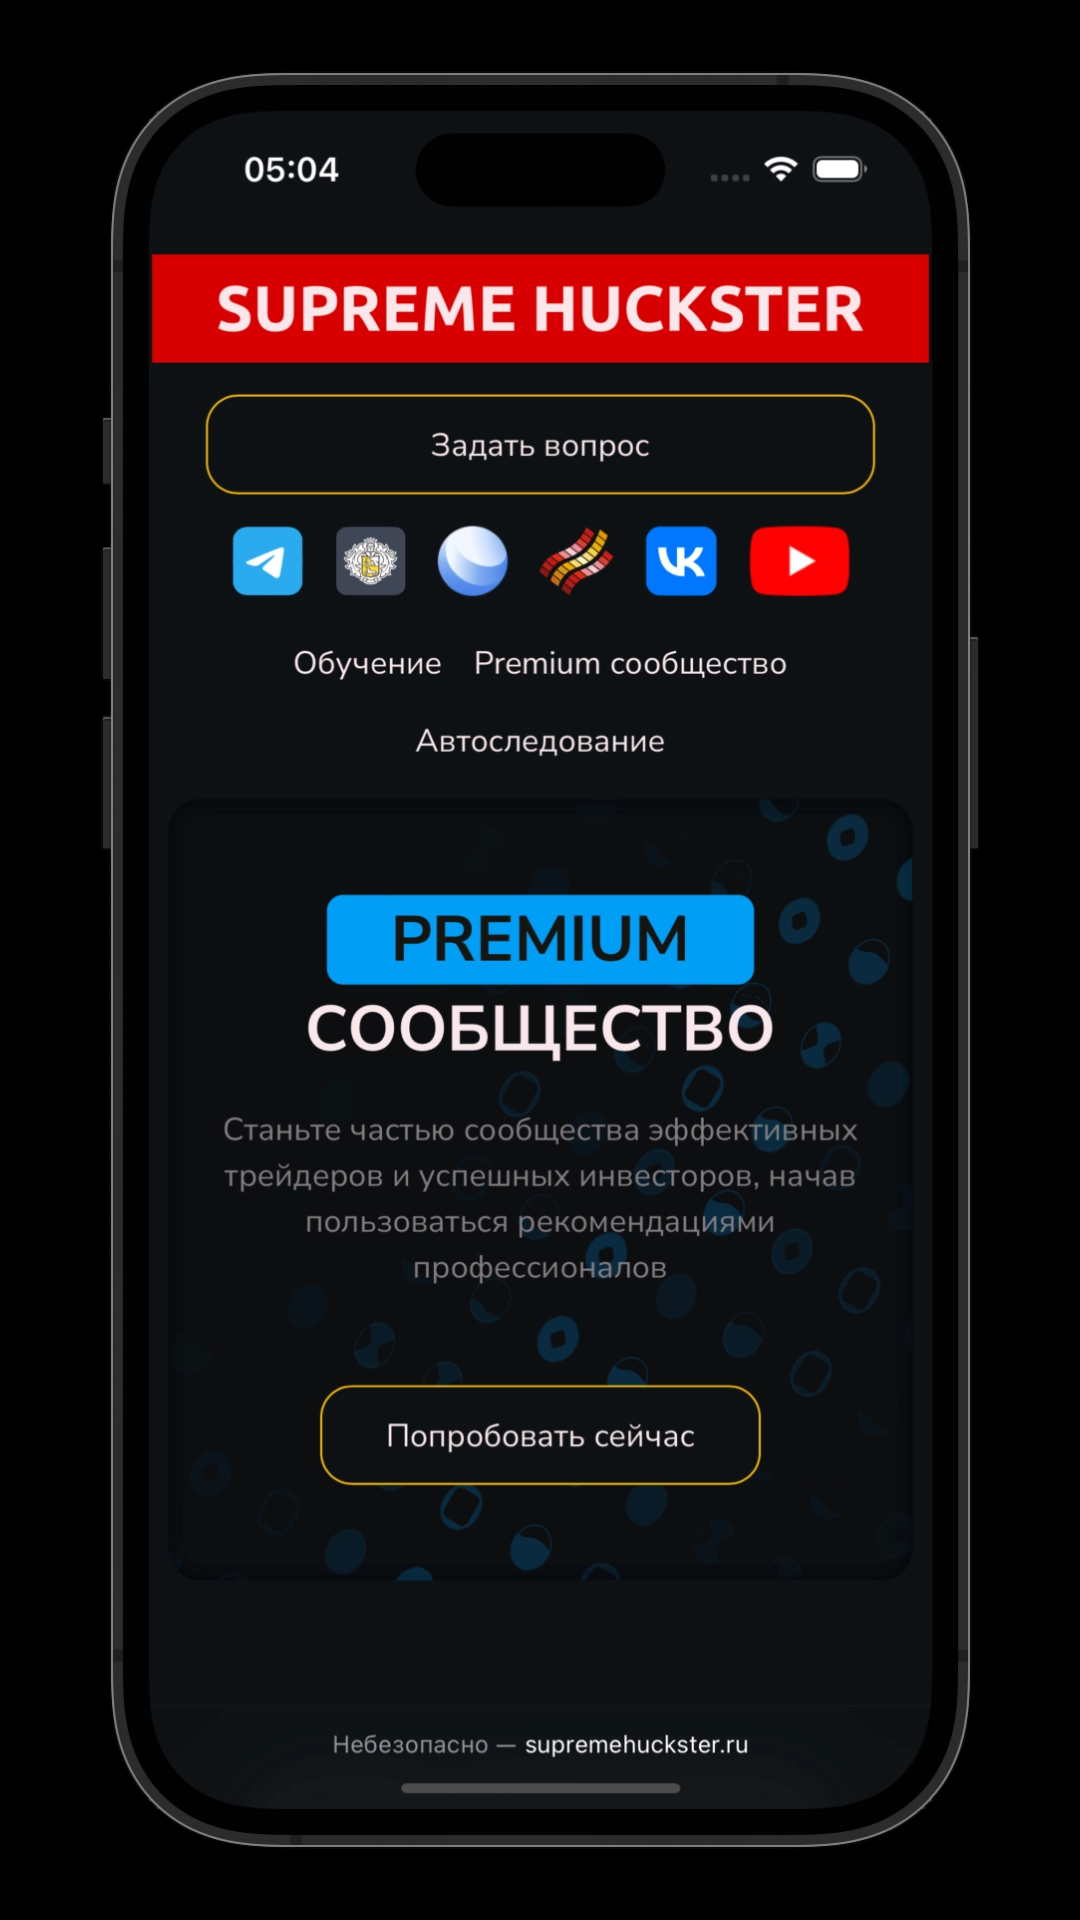 05:04
SUPREME HUCKSTER
Задать вопрос
Обучение Premium сообщество
Автоследование
PREMIUM
СООБЩЕСТВО
Станьте частью сообщества эффективных
трейдеров и успешных инвесторов, начав
пользоваться рекомендациями
профессионалов
Попробовать сейчас
Небезопасно — supremehuckster.ru